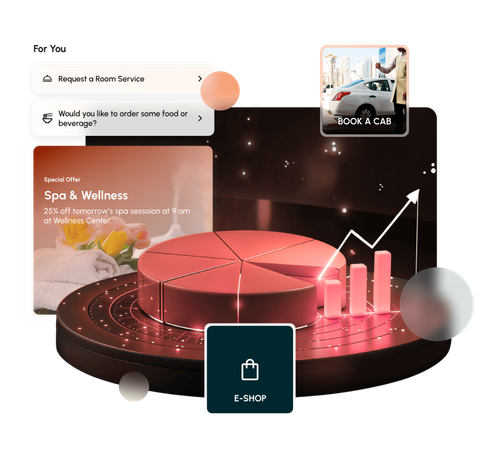 For You
Request a Room Service
Would you like to order some food or
beverage?
BOOK A CAB
Special Offer
Spa & Wellness
25% off tomorrow's spa sessoion at 9 am
at Wellness Center.
E-SHOP